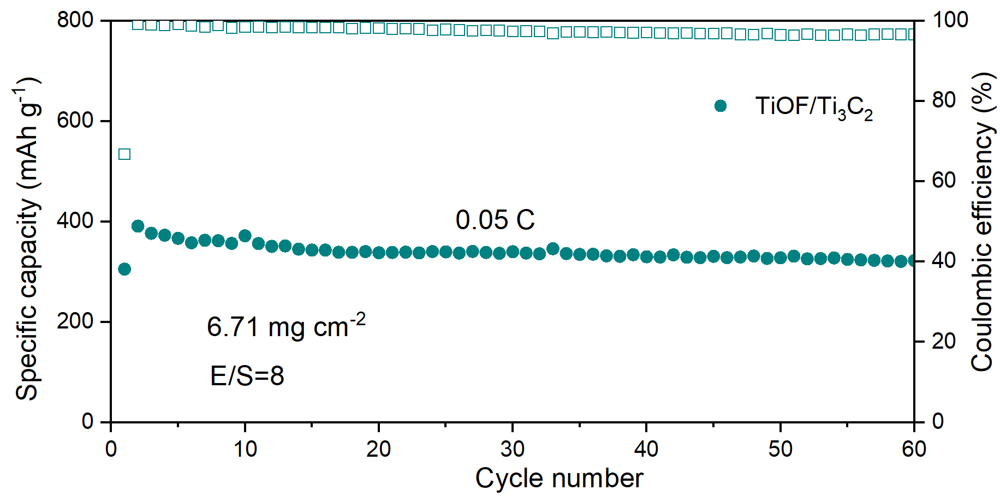 800
600
400
200
0
Specific capacity (mAh g⁻¹)
100
80
60
40
20
0
Coulombic efficiency (%)
TiOF/Ti₃C₂
0.05 C
6.71 mg cm⁻²
E/S=8
0 10 20 30 40 50 60
Cycle number